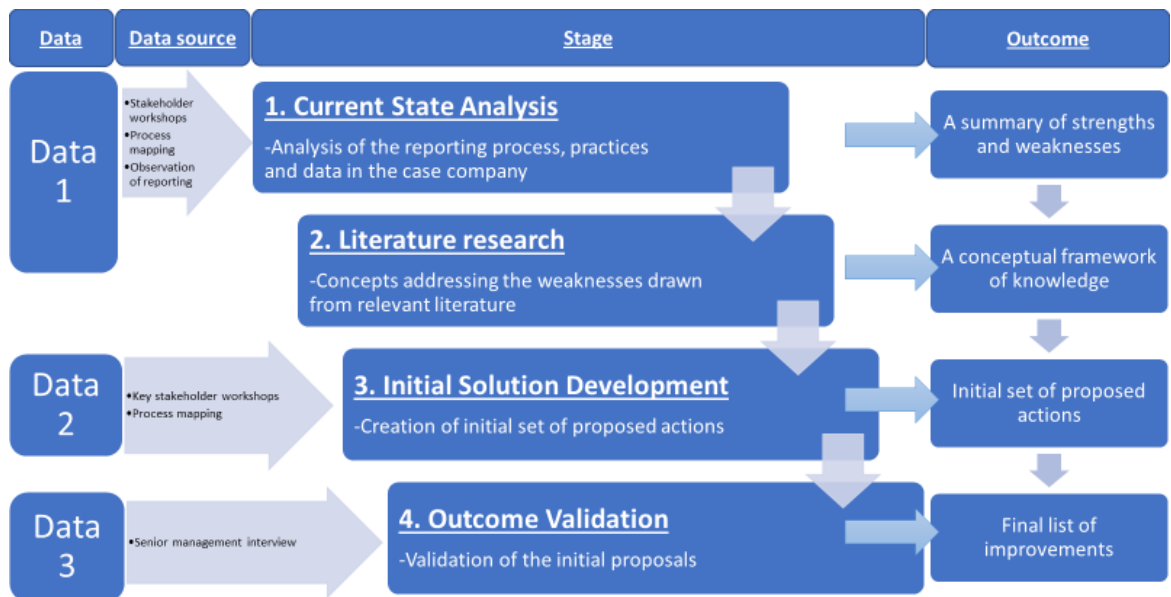 Data
Data source
Stage
Outcome
Data
1
•Stakeholder
workshops
•Process
mapping
•Observation
of reporting
1. Current State Analysis
-Analysis of the reporting process, practices
and data in the case company
A summary of strengths
and weaknesses
2. Literature research
-Concepts addressing the weaknesses drawn
from relevant literature
A conceptual framework
of knowledge
Data
2
•Key stakeholder workshops
•Process mapping
3. Initial Solution Development
-Creation of initial set of proposed actions
Initial set of proposed
actions
Data
3
•Senior management interview
4. Outcome Validation
-Validation of the initial proposals
Final list of
improvements